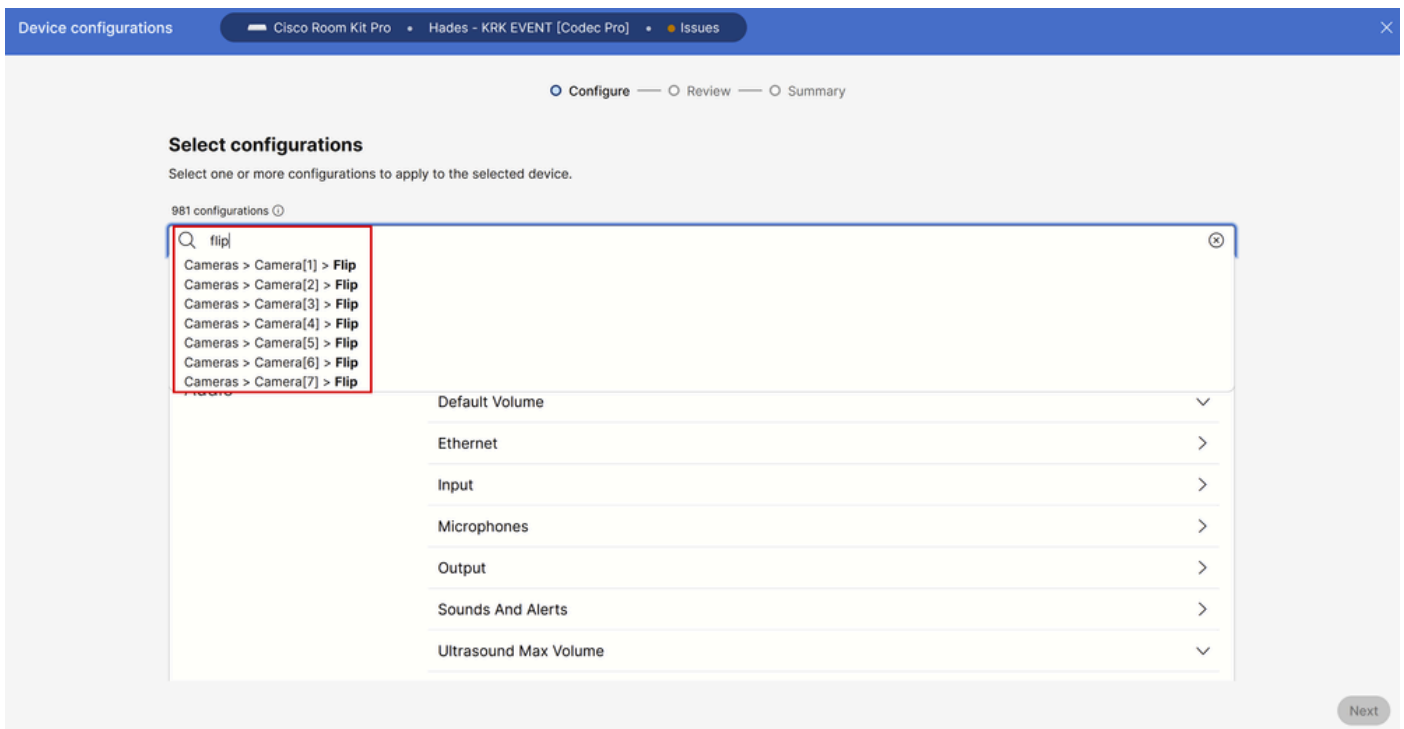 Device configurations
Cisco Room Kit Pro • Hades - KRK EVENT [Codec Pro] • Issues
Configure
Review
Summary
Select configurations
Select one or more configurations to apply to the selected device.
981 configurations
flip
Cameras > Camera[1] > Flip
Cameras > Camera[2] > Flip
Cameras > Camera[3] > Flip
Cameras > Camera[4] > Flip
Cameras > Camera[5] > Flip
Cameras > Camera[6] > Flip
Cameras > Camera[7] > Flip
Default Volume
Ethernet
Input
Microphones
Output
Sounds And Alerts
Ultrasound Max Volume
Next